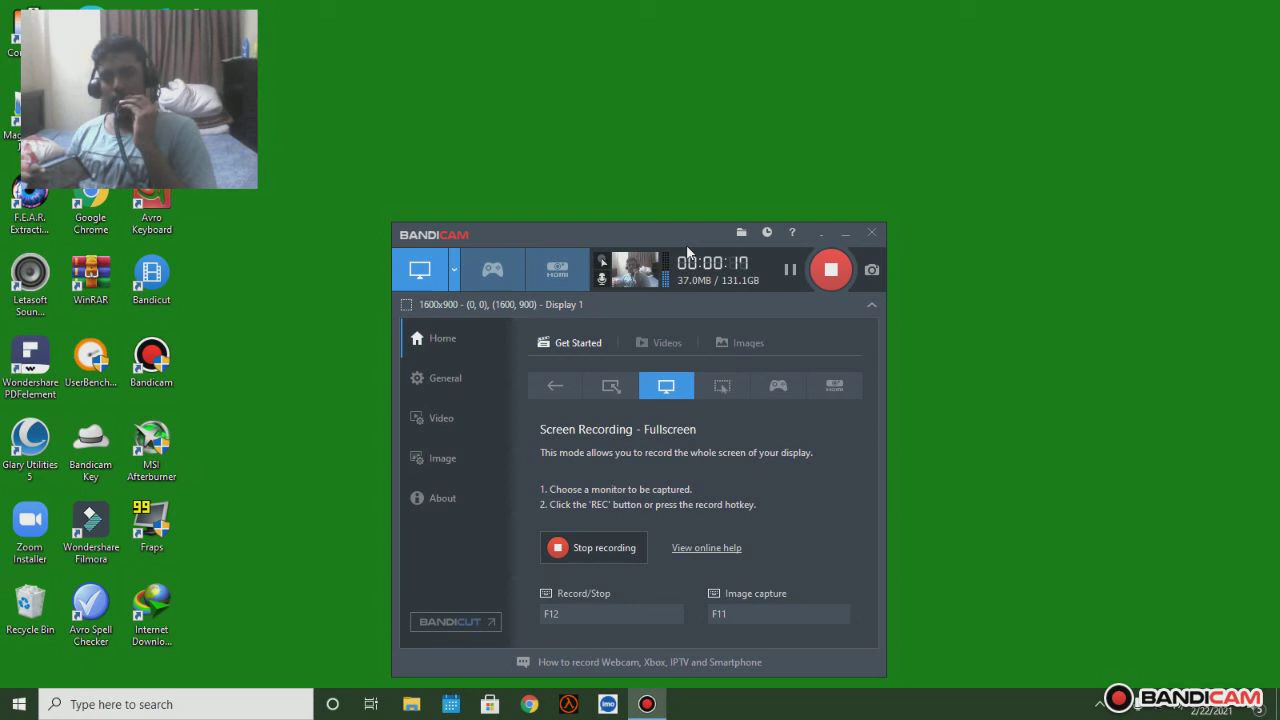 F.E.A.R.
Extracti...
Google
Chrome
Avro
Keyboard
Letasoft
Soun...
WinRAR
Bandicut
Wondershare
PDFelement
UserBench...
Bandicam
Glary Utilities
5
Bandicam
Key
MSI
Afterburner
99
Zoom
Installer
Wondershare
Filmora
Fraps
Recycle Bin
Avro Spell
Checker
Internet
Downlo...
BANDICAM
HDMI
00:00:17
37.0MB / 131.1GB
1600x900 - (0, 0), (1600, 900) - Display 1
Home
General
Video
Image
About
BANDICUT
Get Started
Videos
Images
HDMI
Screen Recording - Fullscreen
This mode allows you to record the whole screen of your display.
1. Choose a monitor to be captured.
2. Click the 'REC' button or press the record hotkey.
Stop recording
View online help
Record/Stop
Image capture
F12
F11
How to record Webcam, Xbox, IPTV and Smartphone
Type here to search
imo
BANDICAM
2/22/2021